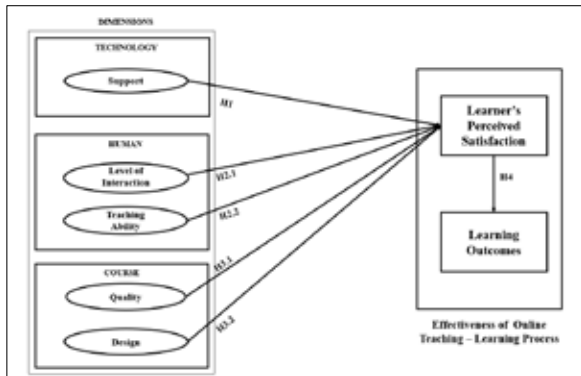 DIMENSIONS
TECHNOLOGY
Support
H1
HUMAN
Level of
Interaction
H2.1
Teaching
Ability
H2.2
COURSE
Quality
H3.1
Design
H3.2
Learner's
Perceived
Satisfaction
H4
Learning
Outcomes
Effectiveness of Online
Teaching – Learning Process